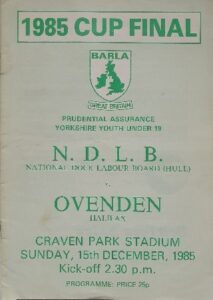 1985 CUP FINAL
BARLA
GREAT BRITAIN
PRUDENTIAL ASSURANCE
YORKSHIRE YOUTH UNDER 19
N. D. L. B.
NATIONAL DOCK LABOUR BOARD (HULL)
v.
OVENDEN
HALIFAX
CRAVEN PARK STADIUM
SUNDAY, 15th DECEMBER, 1985
Kick-off 2.30 p.m.
PROGRAMME: PRICE 25p